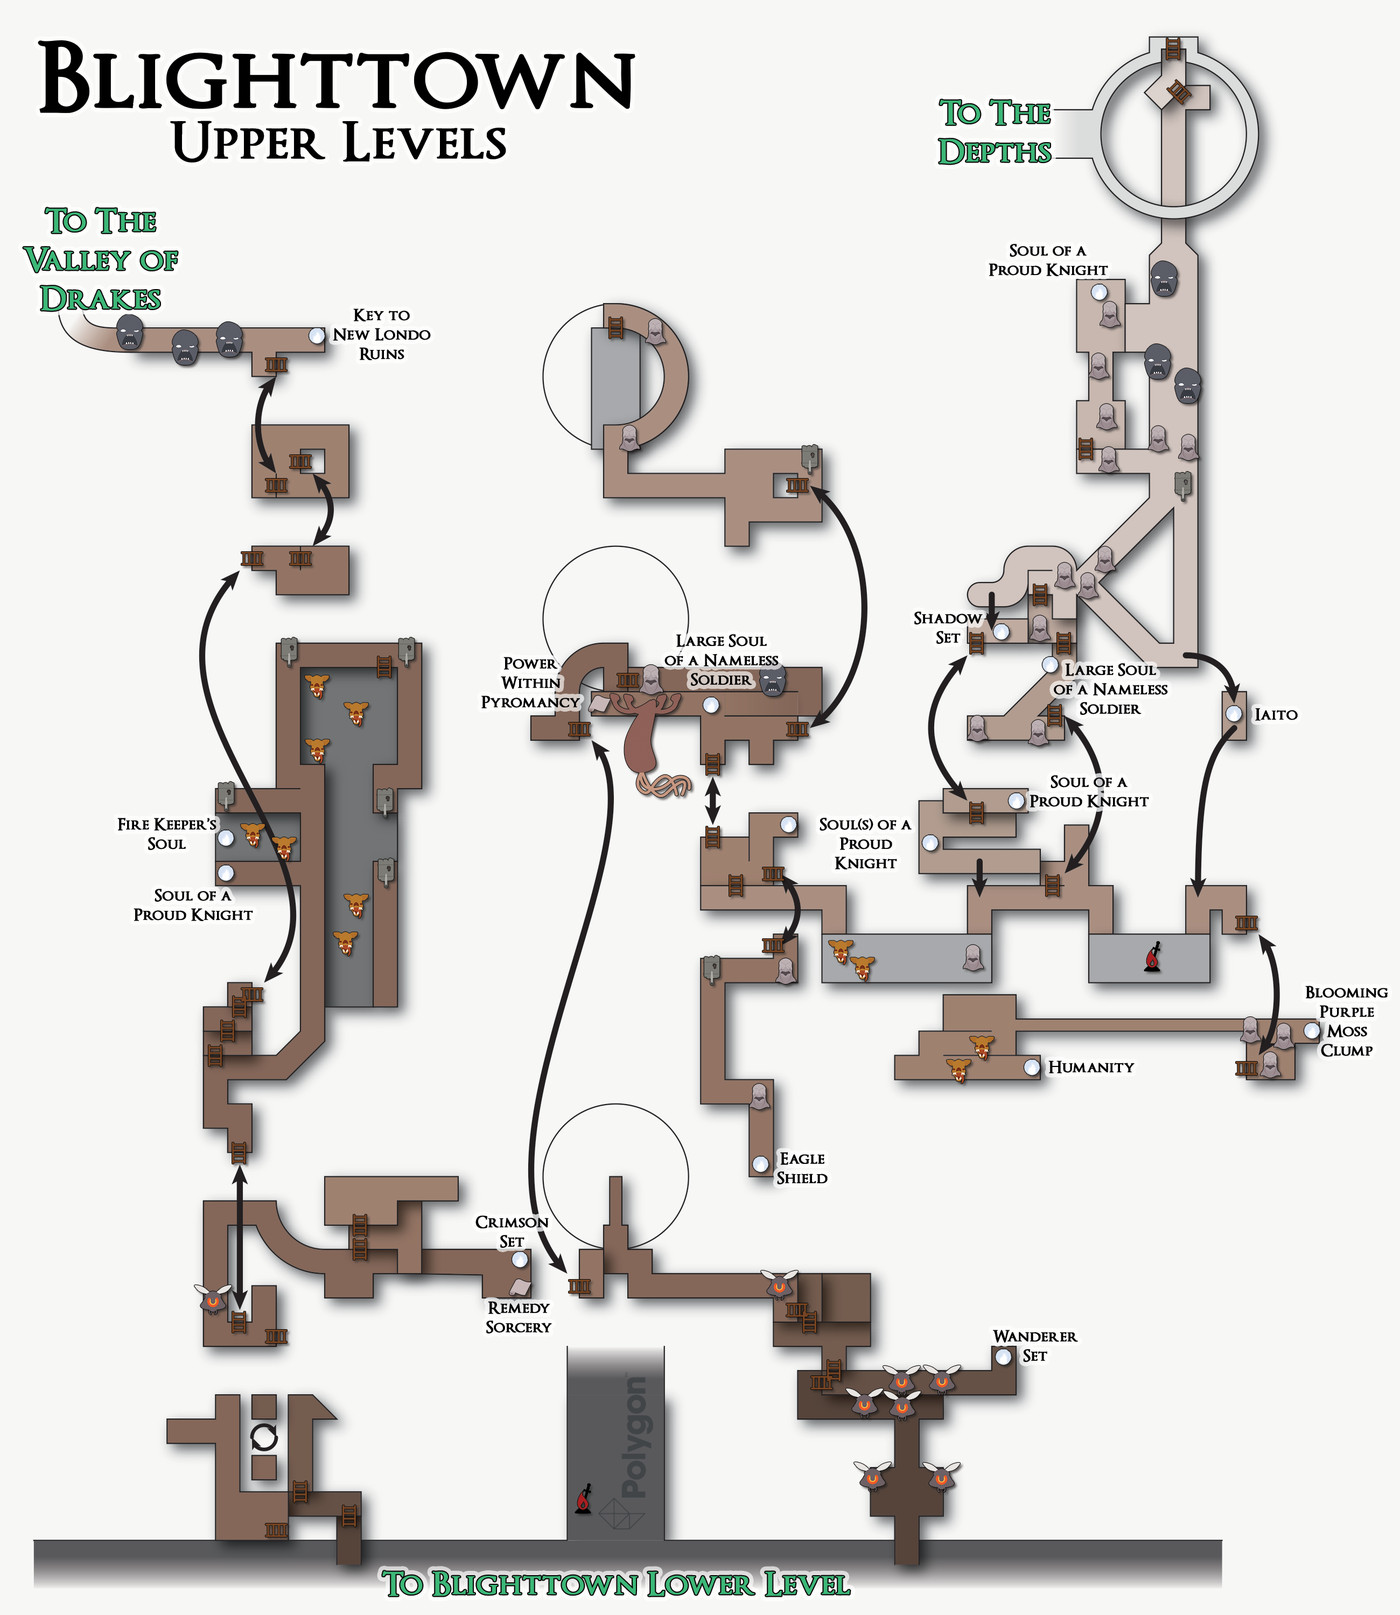 Blighttown
Upper Levels
To The
Depths
To The
Valley of
Drakes
Soul of a
Proud Knight
Key to
New Londo
Ruins
Shadow
Set
Large Soul
of a Nameless
Soldier
Power
Within
Pyromancy
Large Soul
of a Nameless
Soldier
Iaito
Soul of a
Proud Knight
Fire Keeper's
Soul
Soul(s) of a
Proud
Knight
Soul of a
Proud Knight
Blooming
Purple
Moss
Clump
Humanity
Eagle
Shield
Crimson
Set
Remedy
Sorcery
Wanderer
Set
Polygon
To Blighttown Lower Level